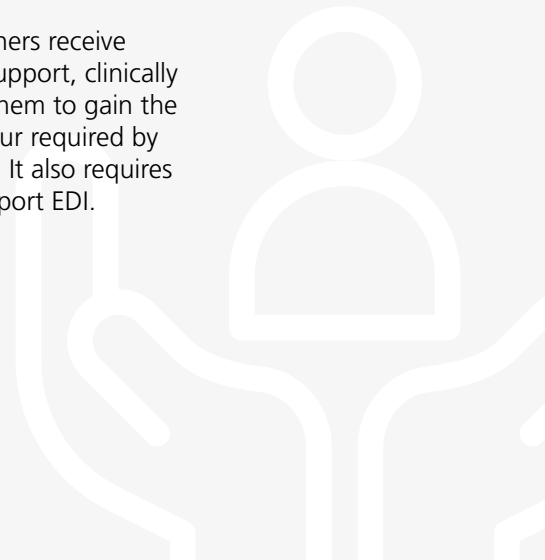 ners receive
upport, clinically
hem to gain the
ur required by
It also requires
port EDI.